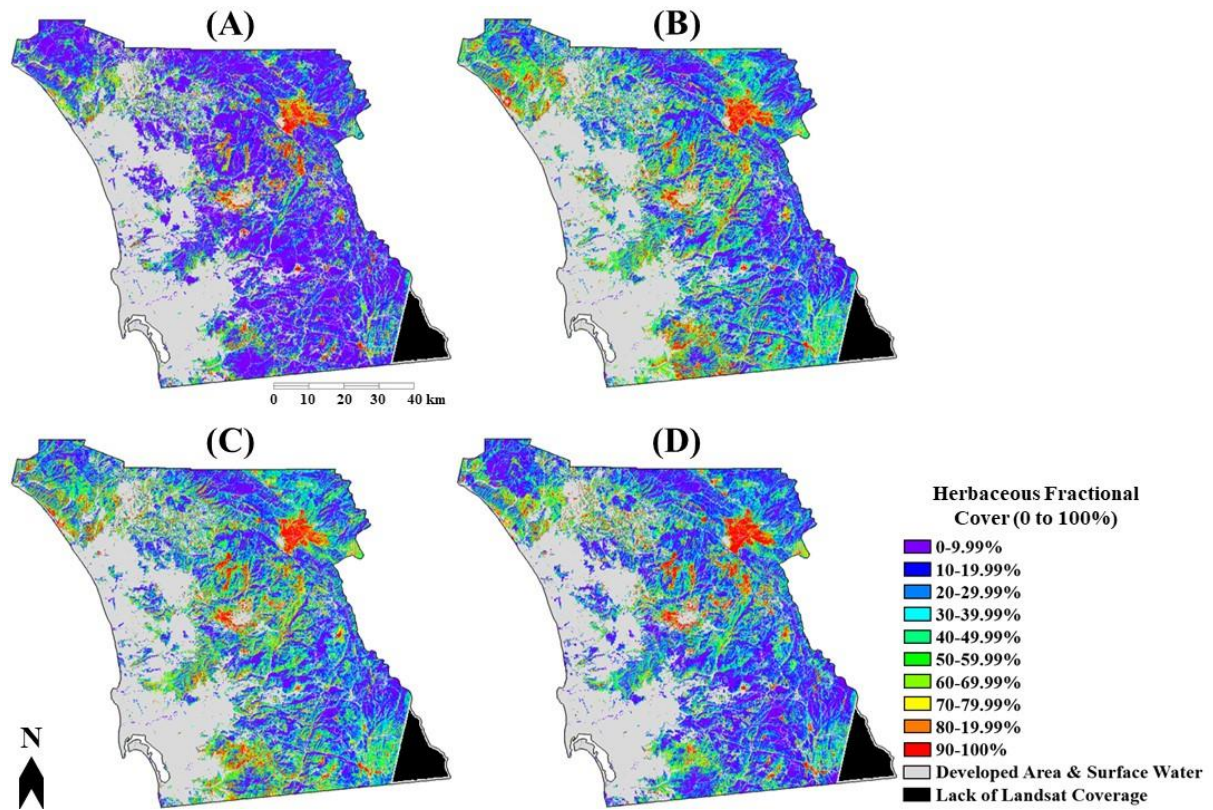 (A)
(B)
0 10 20 30 40 km
(C)
(D)
N
Herbaceous Fractional
Cover (0 to 100%)
0-9.99%
10-19.99%
20-29.99%
30-39.99%
40-49.99%
50-59.99%
60-69.99%
70-79.99%
80-19.99%
90-100%
Developed Area & Surface Water
Lack of Landsat Coverage